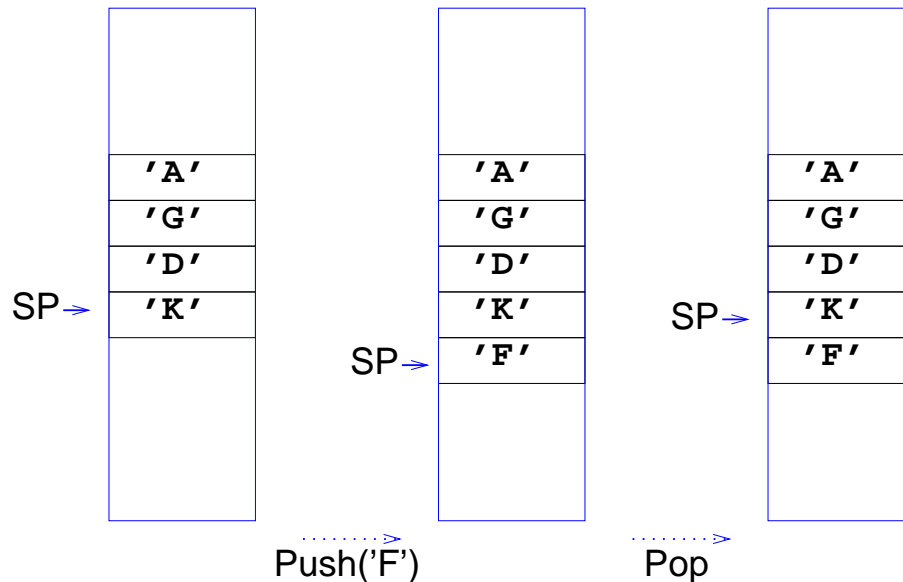 'A' 'A' 'A'
'G' 'G' 'G'
'D' 'D' 'D'
SP 'K' 'K' SP 'K'
SP 'F' 'F'
Push('F') Pop